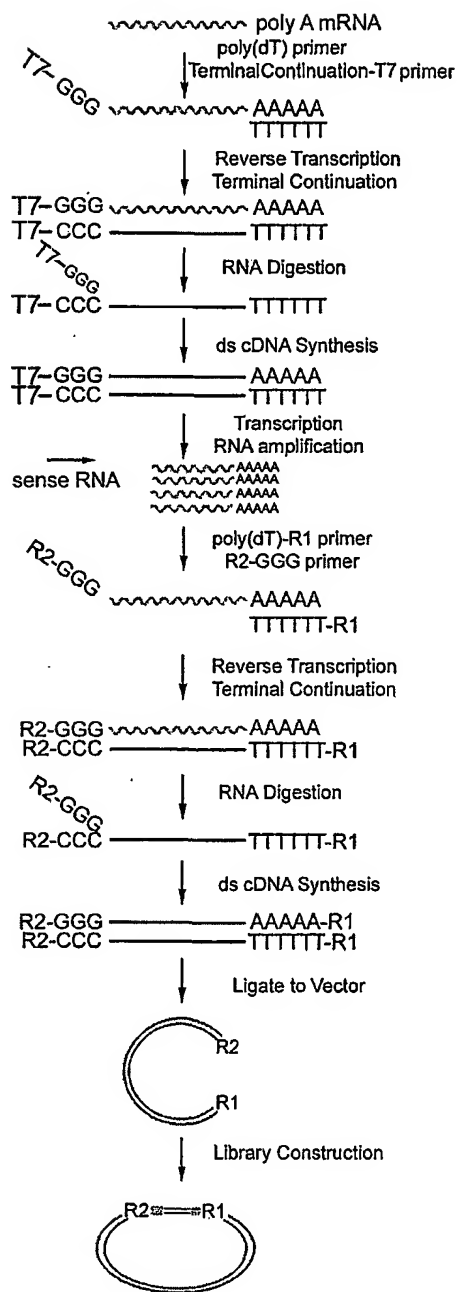 poly A mRNA
poly(dT) primer
TerminalContinuation-T7 primer
T7-GGG
AAAAA
TTTTTT
Reverse Transcription
Terminal Continuation
T7-GGG AAAAA
T7-CCC TTTTTT
T7-GGG
RNA Digestion
T7-CCC TTTTTT
ds cDNA Synthesis
T7-GGG AAAAA
T7-CCC TTTTTT
Transcription
RNA amplification
sense RNA
AAAAA
AAAAA
AAAAA
AAAAA
poly(dT)-R1 primer
R2-GGG primer
R2-GGG
AAAAA
TTTTTT-R1
Reverse Transcription
Terminal Continuation
R2-GGG AAAAA
R2-CCC TTTTTT-R1
R2-GGG
RNA Digestion
R2-CCC TTTTTT-R1
ds cDNA Synthesis
R2-GGG AAAAA-R1
R2-CCC TTTTTT-R1
Ligate to Vector
R2
R1
Library Construction
R2 R1